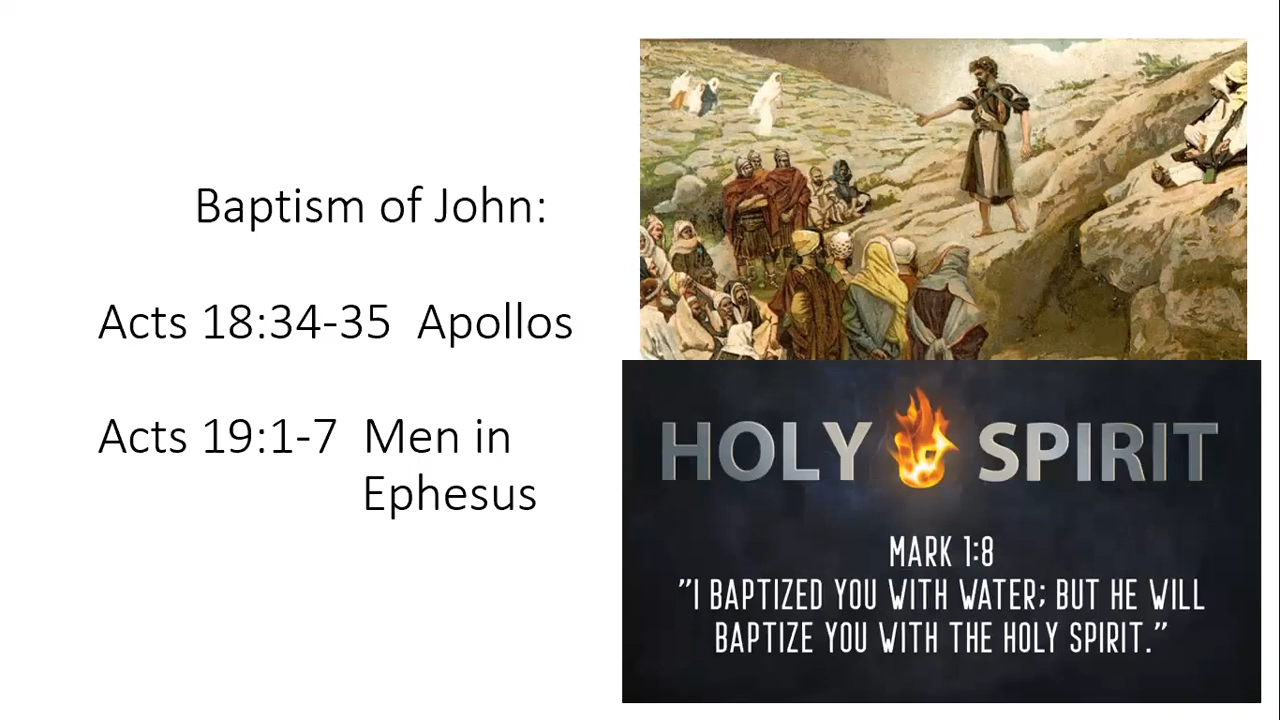 Baptism of John:
Acts 18:34-35 Apollos
Acts 19:1-7 Men in
Ephesus
HOLY SPIRIT
MARK 1:8
"I BAPTIZED YOU WITH WATER; BUT HE WILL
BAPTIZE YOU WITH THE HOLY SPIRIT."